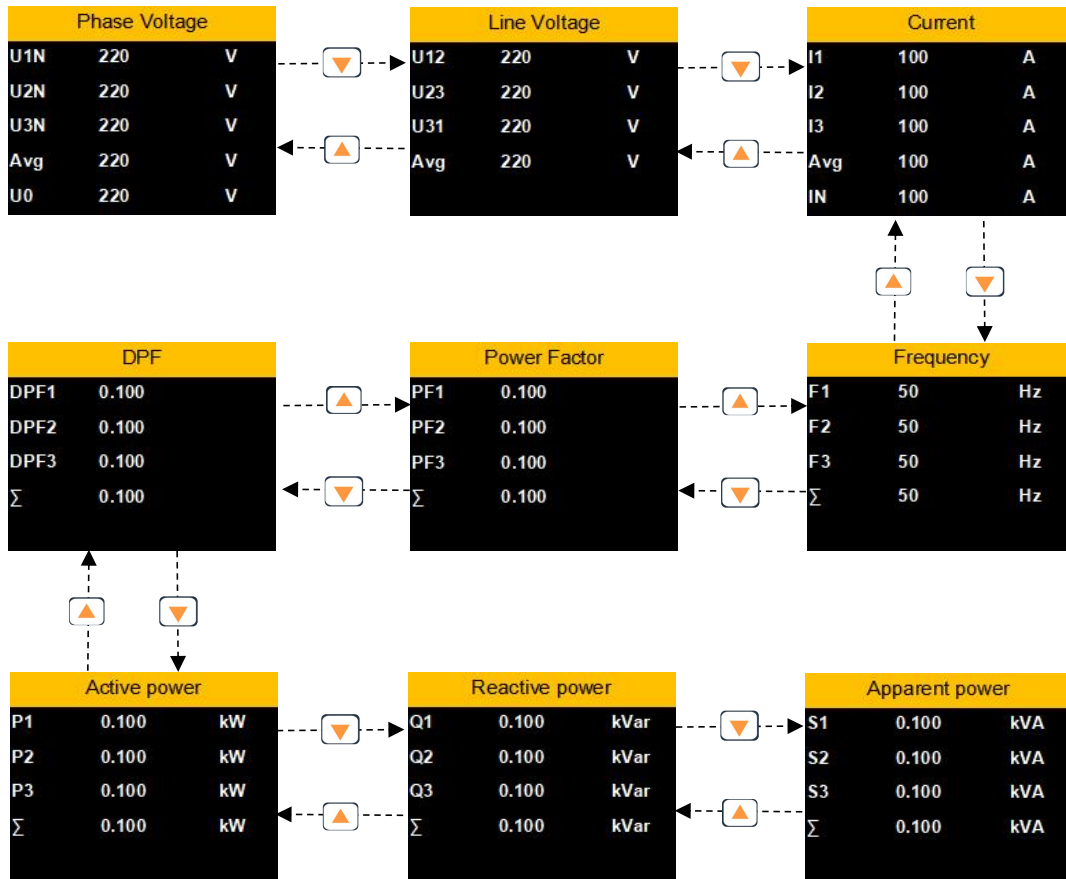 Phase Voltage
U1N 220 V
U2N 220 V
U3N 220 V
Avg 220 V
U0 220 V
Line Voltage
U12 220 V
U23 220 V
U31 220 V
Avg 220 V
Current
I1 100 A
I2 100 A
I3 100 A
Avg 100 A
IN 100 A
DPF
DPF1 0.100
DPF2 0.100
DPF3 0.100
∑ 0.100
Power Factor
PF1 0.100
PF2 0.100
PF3 0.100
∑ 0.100
Frequency
F1 50 Hz
F2 50 Hz
F3 50 Hz
∑ 50 Hz
Active power
P1 0.100 kW
P2 0.100 kW
P3 0.100 kW
∑ 0.100 kW
Reactive power
Q1 0.100 kVar
Q2 0.100 kVar
Q3 0.100 kVar
∑ 0.100 kVar
Apparent power
S1 0.100 kVA
S2 0.100 kVA
S3 0.100 kVA
∑ 0.100 kVA